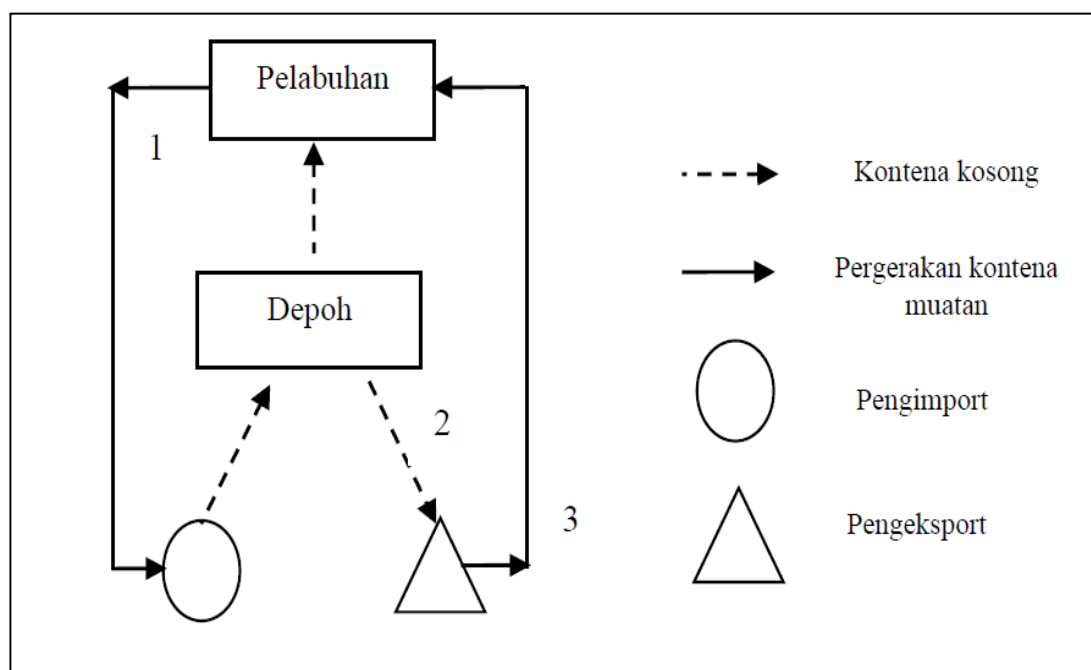 Pelabuhan
1
Kontena kosong
Pergerakan kontena
muatan
Depoh
2
Pengimport
3
Pengeksport